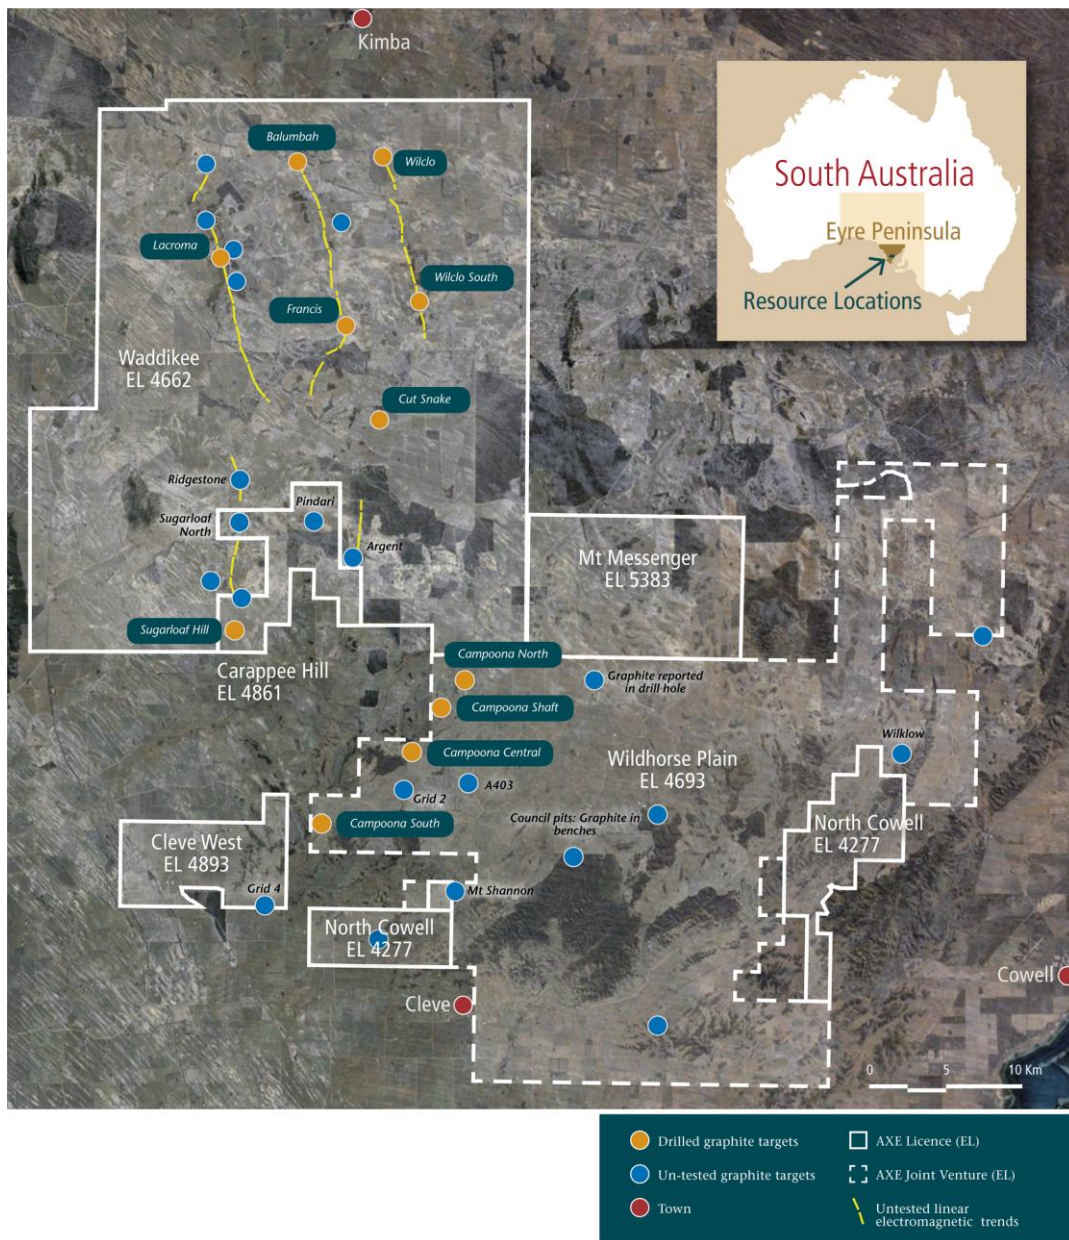 Kimba
Balumbah
Wilclo
South Australia
Eyre Peninsula
Resource Locations
Lacroma
Wilclo South
Francis
Waddikee
EL 4662
Cut Snake
Ridgestone
Pindari
Sugarloaf
North
Argent
Mt Messenger
EL 5383
Sugarloaf Hill
Campoona North
Carappee Hill
EL 4861
Graphite reported
in drill hole
Campoona Shaft
Wilklow
Campoona Central
Wildhorse Plain
EL 4693
A403
Grid 2
Council pits: Graphite in
benches
Campoona South
North Cowell
EL 4277
Cleve West
EL 4893
Grid 4
Mt Shannon
North Cowell
EL 4277
Cowell
Cleve
0 5 10 Km
Drilled graphite targets
AXE Licence (EL)
Un-tested graphite targets
AXE Joint Venture (EL)
Town
Untested linear
electromagnetic trends